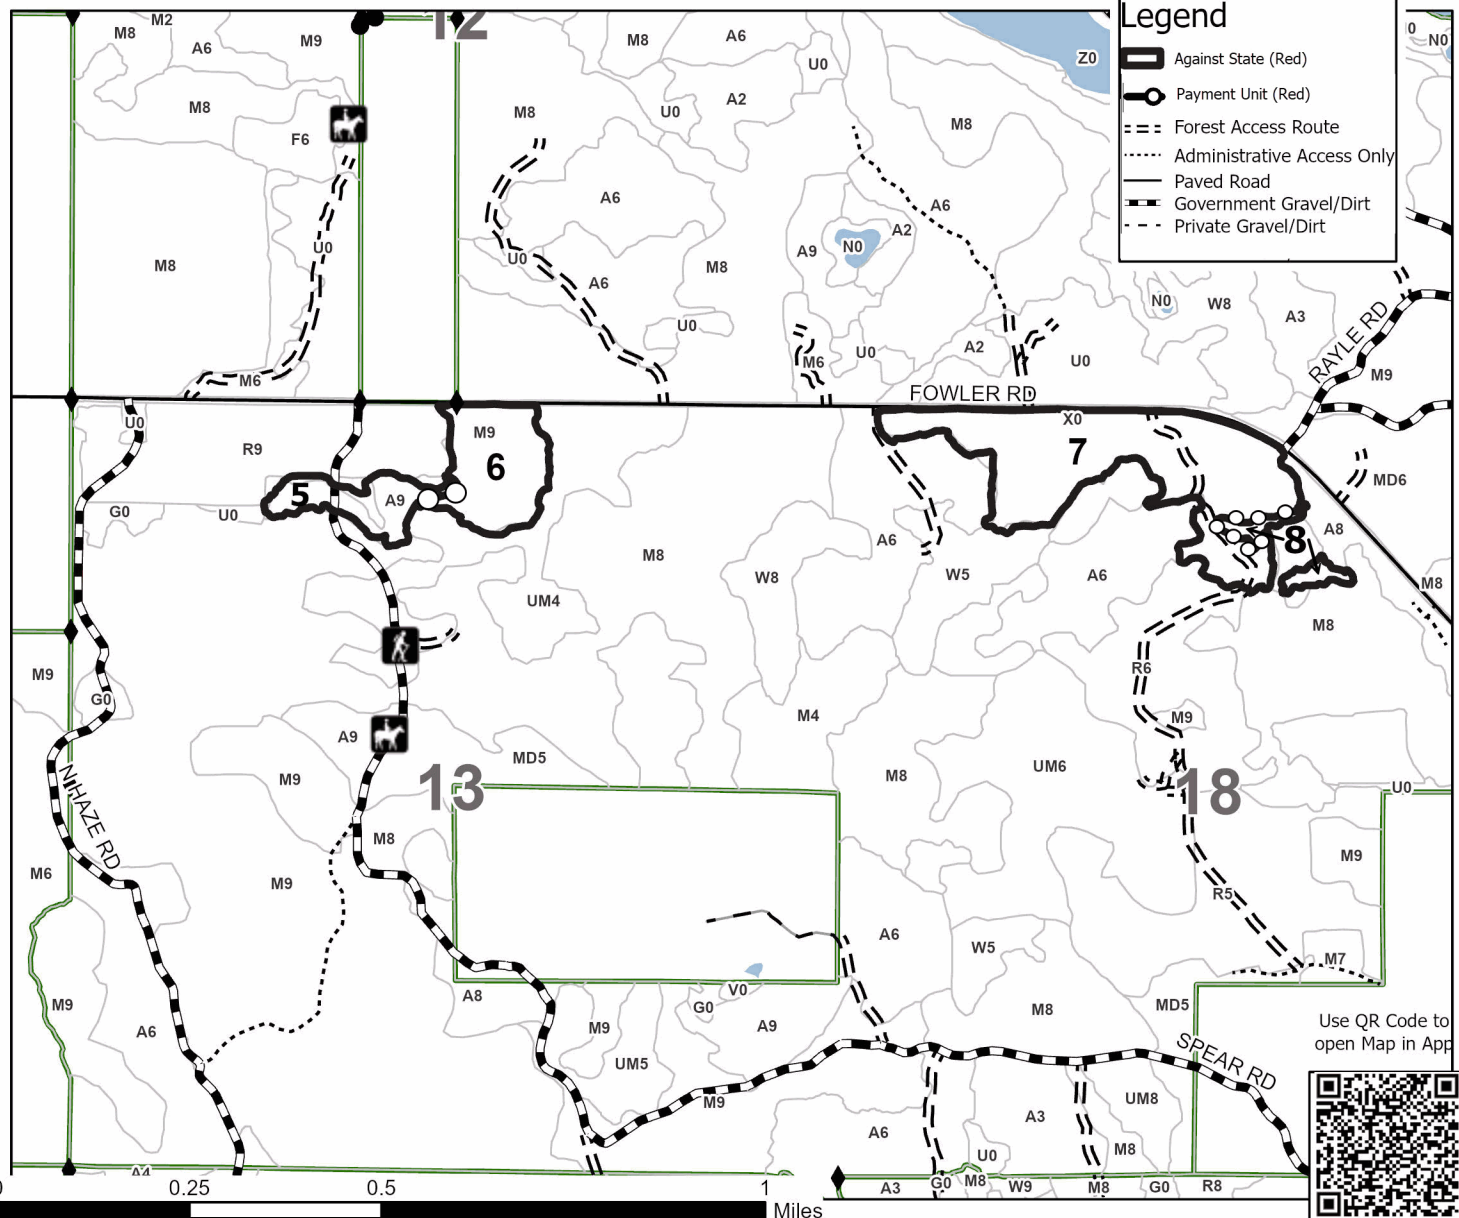 12
M8
M2
A6
M9
M8
A6
U0
Z0
Legend
Against State (Red)
Payment Unit (Red)
Forest Access Route
Administrative Access Only
Paved Road
Government Gravel/Dirt
Private Gravel/Dirt
N0
M8
F6
M8
U0
A2
M8
A6
A6
U0
M8
U0
A9
N0
A2
M8
A6
N0
W8
A3
RAYLE RD
M9
U0
M6
M6
U0
A2
U0
FOWLER RD
U0
R9
M9
6
X0
7
MD6
5
A9
G0
U0
A8
8
M8
A6
M8
W8
W5
A6
UM4
M8
M9
G0
R6
M9
M4
A9
M9
MD5
M8
UM6
13
18
U0
N HAZE RD
M8
M9
M6
M9
R5
A6
W5
M7
M9
A6
A8
V0
G0
M9
A9
M8
MD5
Use QR Code to
open Map in App
UM5
SPEAR RD
M9
A3
UM8
A6
M8
U0
A4
A3
G0
M8
W9
M8
G0
R8
0
0.25
0.5
1
Miles